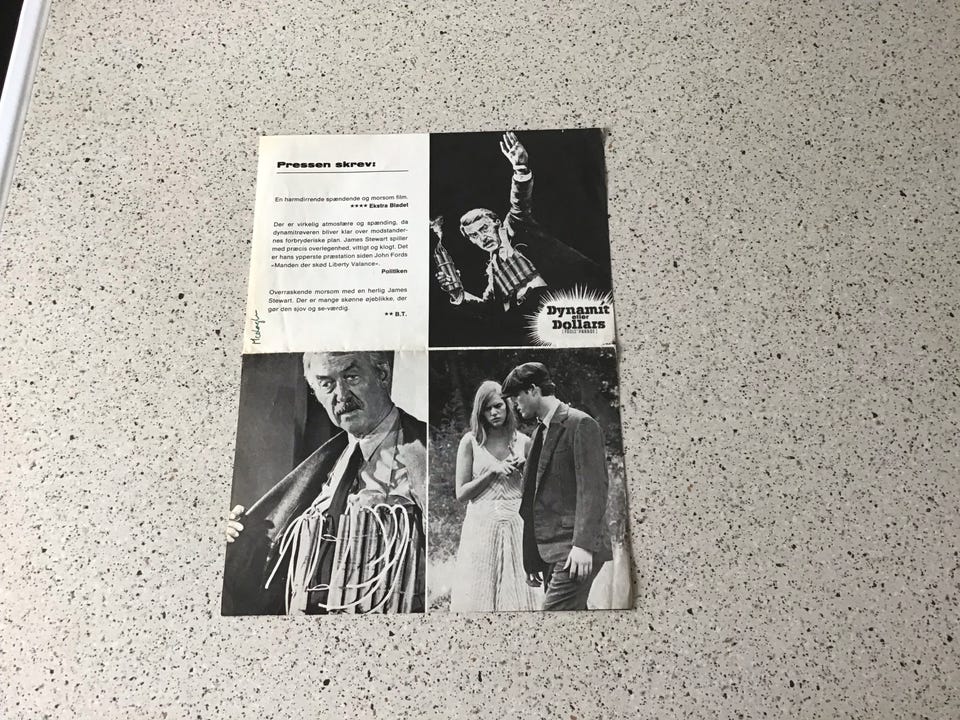 Pressen skrev:
En harmdirrende spændende og morsom film.
★★★★ Ekstra Bladet
Der er virkelig atmosfære og spænding, da
dynamitrøveren bliver klar over modstander-
nes forbryderiske plan. James Stewart spiller
med præcis overlegenhed, vittigt og klogt. Det
er hans ypperste præstation siden John Fords
»Manden der skød Liberty Valance«.
Politiken
Overraskende morsom med en herlig James
Stewart. Der er mange skønne øjeblikke, der
gør den sjov og se-værdig.
★★ B.T.
Dynamit
eller
Dollars
(FOOLS' PARADE)